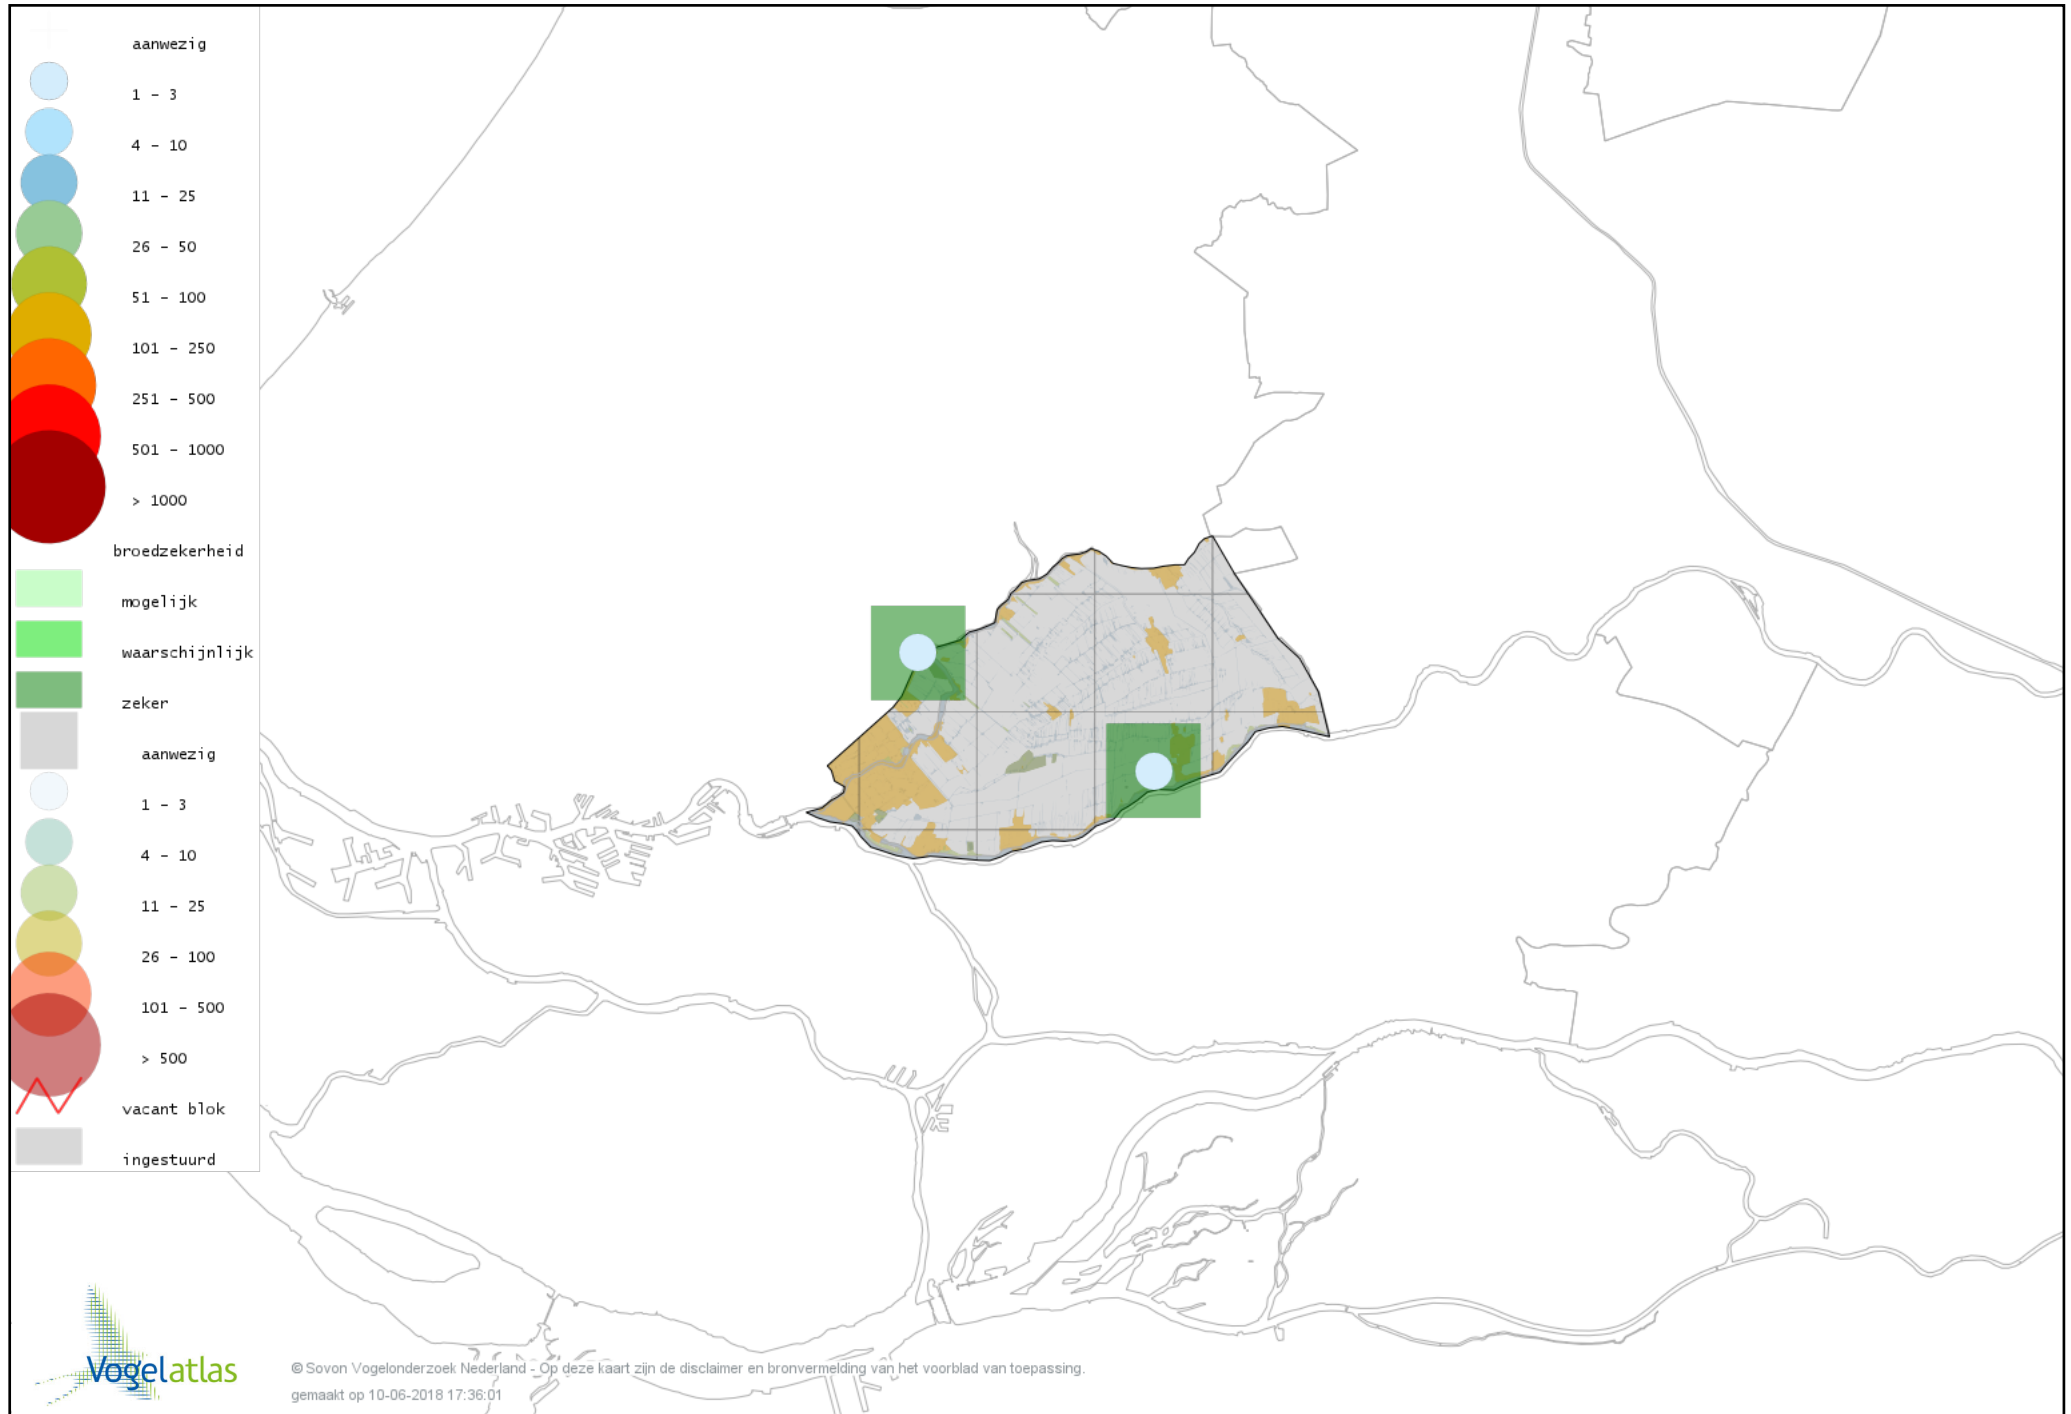 aanwezig
1 - 3
4 - 10
11 - 25
26 - 50
51 - 100
101 - 250
251 - 500
501 - 1000
> 1000
broedzekerheid
mogelijk
waarschijnlijk
zeker
aanwezig
1 - 3
4 - 10
11 - 25
26 - 100
101 - 500
> 500
vacant blok
ingestuurd
Vogelatlas
© Sovon Vogelonderzoek Nederland - Op deze kaart zijn de disclaimer en bronvermelding van het voorblad van toepassing.
gemaakt op 10-06-2018 17:36:01